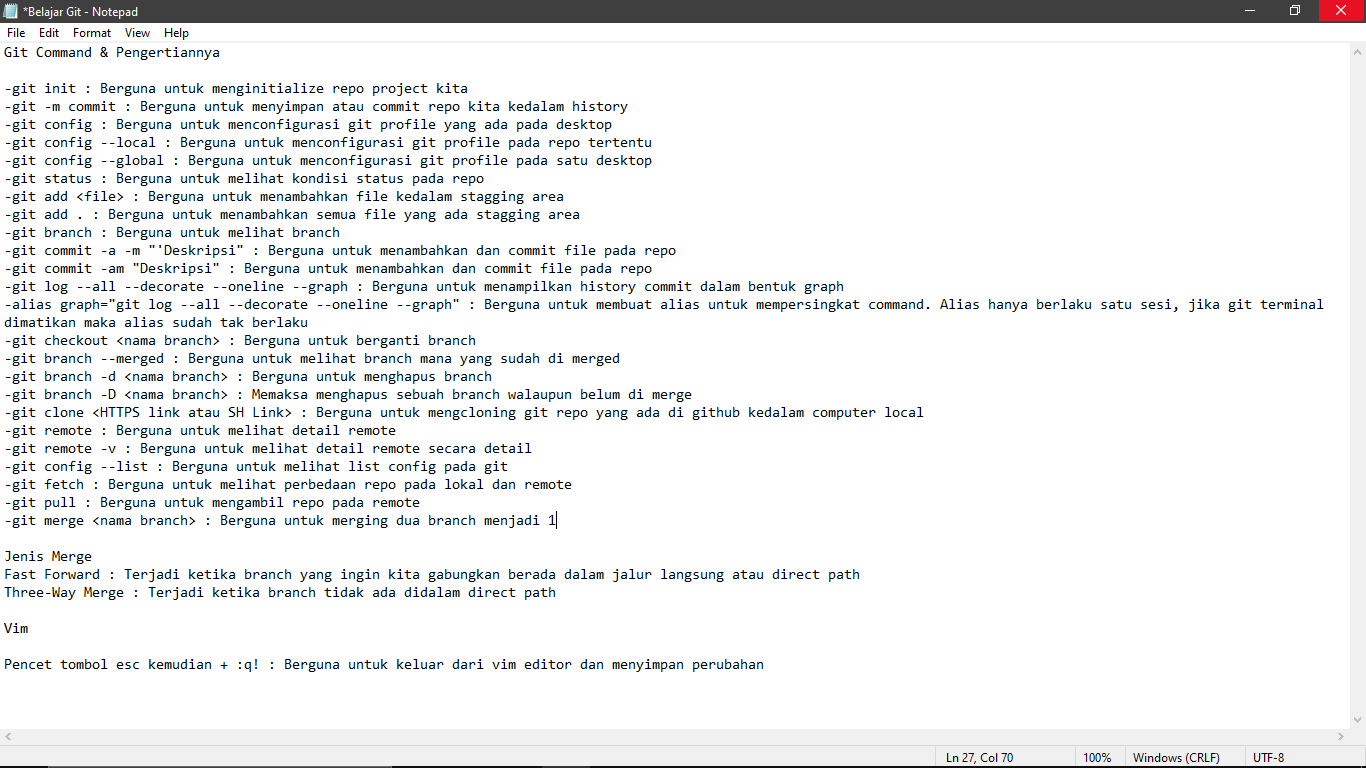 *Belajar Git - Notepad
File Edit Format View Help
Git Command & Pengertiannya
-git init : Berguna untuk menginitialize repo project kita
-git -m commit : Berguna untuk menyimpan atau commit repo kita kedalam history
-git config : Berguna untuk menconfigurasi git profile yang ada pada desktop
-git config --local : Berguna untuk menconfigurasi git profile pada repo tertentu
-git config --global : Berguna untuk menconfigurasi git profile pada satu desktop
-git status : Berguna untuk melihat kondisi status pada repo
-git add <file> : Berguna untuk menambahkan file kedalam stagging area
-git add . : Berguna untuk menambahkan semua file yang ada stagging area
-git branch : Berguna untuk melihat branch
-git commit -a -m "'Deskripsi" : Berguna untuk menambahkan dan commit file pada repo
-git commit -am "Deskripsi" : Berguna untuk menambahkan dan commit file pada repo
-git log --all --decorate --oneline --graph : Berguna untuk menampilkan history commit dalam bentuk graph
-alias graph="git log --all --decorate --oneline --graph" : Berguna untuk membuat alias untuk mempersingkat command. Alias hanya berlaku satu sesi, jika git terminal
dimatikan maka alias sudah tak berlaku
-git checkout <nama branch> : Berguna untuk berganti branch
-git branch --merged : Berguna untuk melihat branch mana yang sudah di merged
-git branch -d <nama branch> : Berguna untuk menghapus branch
-git branch -D <nama branch> : Memaksa menghapus sebuah branch walaupun belum di merge
-git clone <HTTPS link atau SH Link> : Berguna untuk mengcloning git repo yang ada di github kedalam computer local
-git remote : Berguna untuk melihat detail remote
-git remote -v : Berguna untuk melihat detail remote secara detail
-git config --list : Berguna untuk melihat list config pada git
-git fetch : Berguna untuk melihat perbedaan repo pada lokal dan remote
-git pull : Berguna untuk mengambil repo pada remote
-git merge <nama branch> : Berguna untuk merging dua branch menjadi 1
Jenis Merge
Fast Forward : Terjadi ketika branch yang ingin kita gabungkan berada dalam jalur langsung atau direct path
Three-Way Merge : Terjadi ketika branch tidak ada didalam direct path
Vim
Pencet tombol esc kemudian + :q! : Berguna untuk keluar dari vim editor dan menyimpan perubahan
Ln 27, Col 70 100% Windows (CRLF) UTF-8